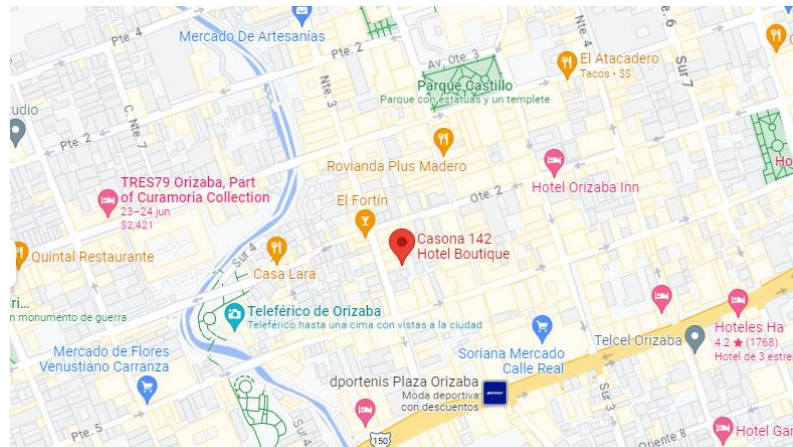 Pte. 4
Mercado De Artesanías
Av. Ote. 3
Nte. 4
Sur 7
El Atacadero
Tacos • $$
Parque Castillo
Parque con estatuas y un templete
Nte. 3
C. Nte. 7
Pte. 2
Rovianda Plus Madero
TRES79 Orizaba, Part
of Curamoria Collection
23–24 jun
$2,421
Hotel Orizaba Inn
Ote. 2
El Fortín
Casona 142
Hotel Boutique
Quintal Restaurante
Sur 4
Casa Lara
n monumento de guerra
Teleférico de Orizaba
Teleférico hasta una cima con vistas a la ciudad
Mercado de Flores
Venustiano Carranza
Soriana Mercado
Calle Real
Telcel Orizaba
Hoteles Ha
4.2 ★ (1768)
Hotel de 3 estrel
dportenis Plaza Orizaba
Moda deportiva
con descuentos
Sur 3
Pte. 5
150
Oriente 8
Hotel Gar